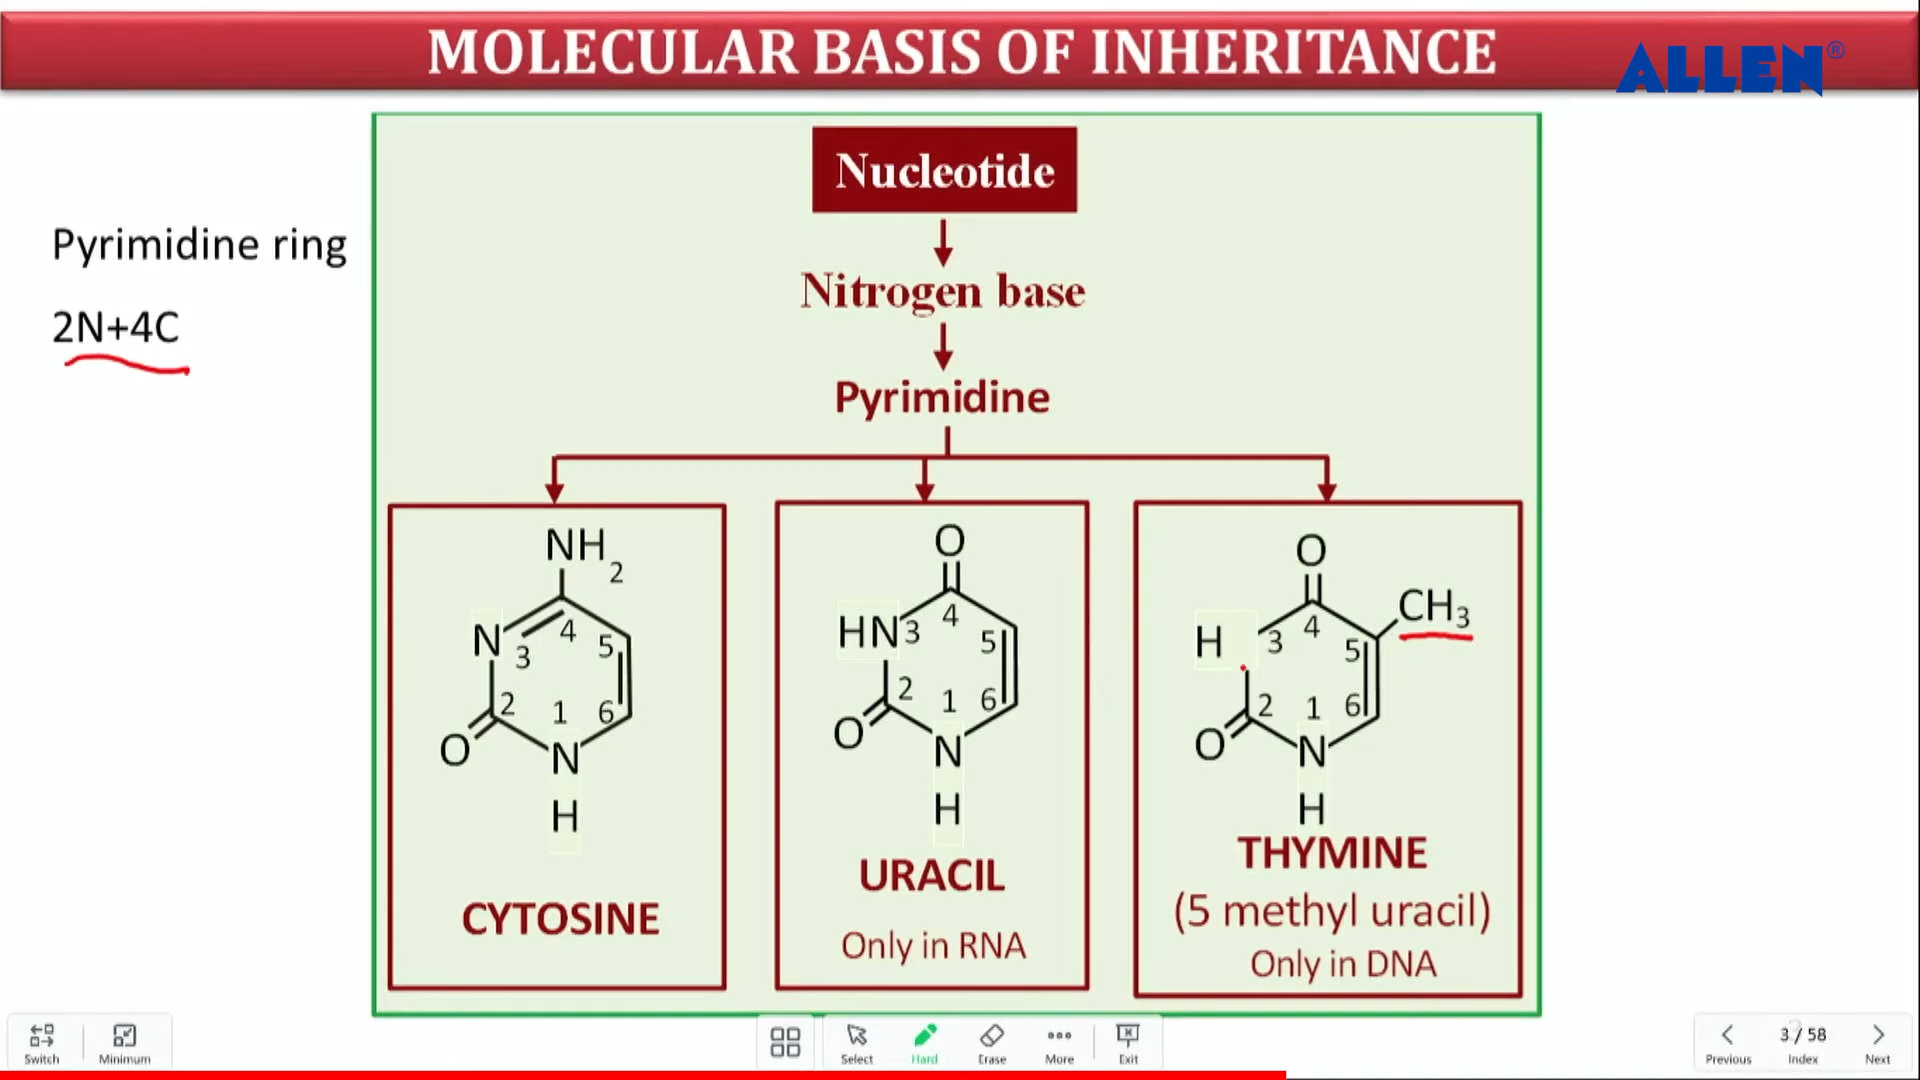 MOLECULAR BASIS OF INHERITANCE
ALLEN®
Nucleotide
Pyrimidine ring
Nitrogen base
2N+4C
Pyrimidine
NH2
N
3
4
5
2
1
6
O
N
H
CYTOSINE
O
HN
3
4
5
2
1
6
O
N
H
URACIL
Only in RNA
O
CH3
H
3
4
5
2
1
6
O
N
H
THYMINE
(5 methyl uracil)
Only in DNA
Switch
Minimum
Select
Hard
Erase
More
Exit
Previous
3 / 58
Index
Next